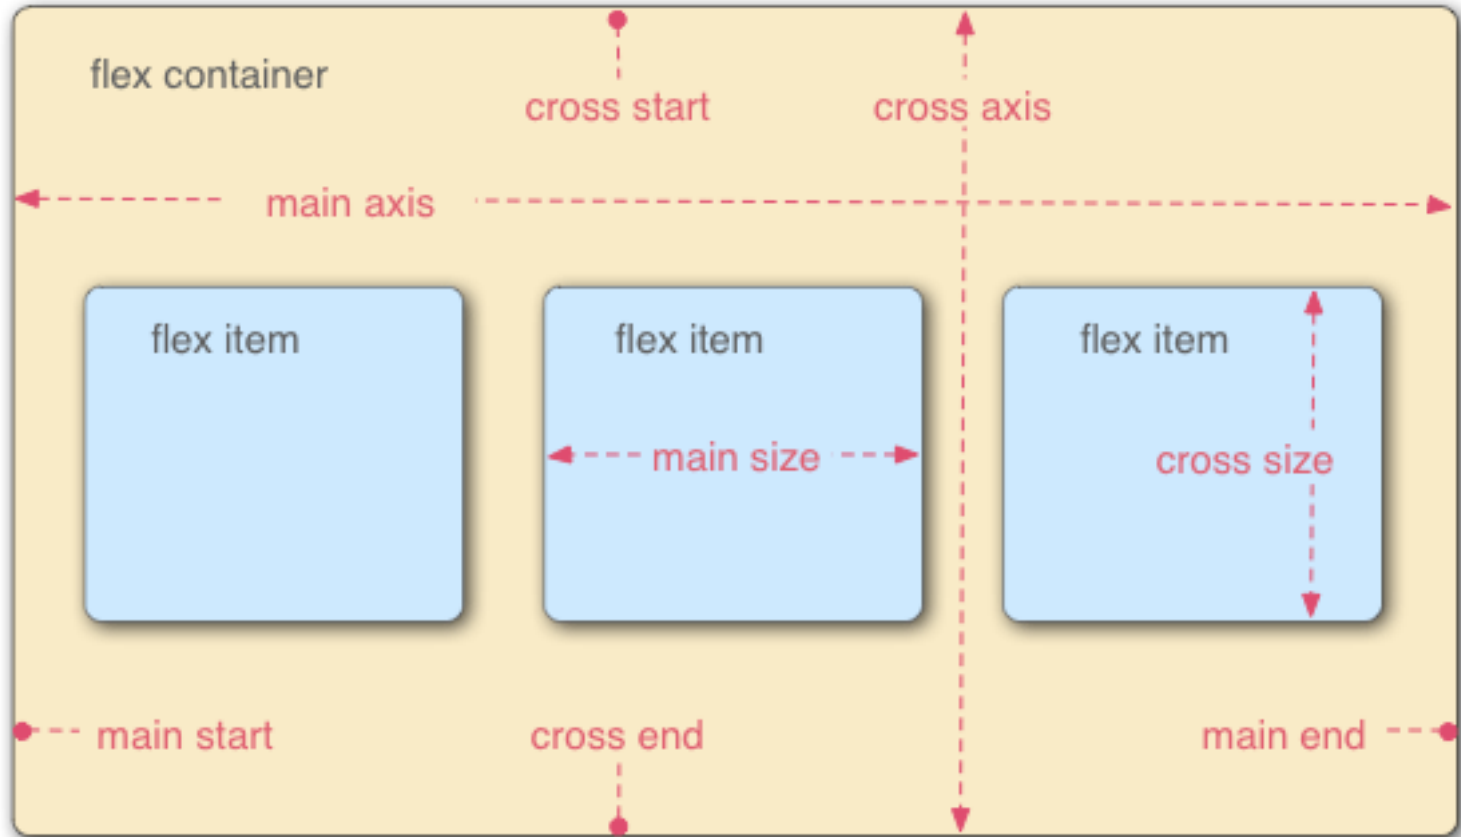 flex container
cross start
cross axis
main axis
flex item
flex item
flex item
main size
cross size
main start
cross end
main end